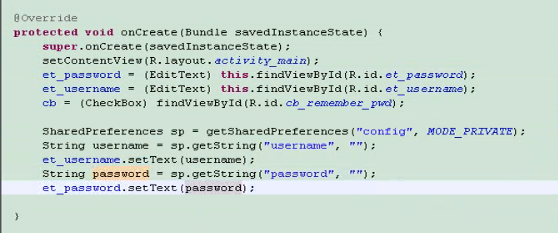 @Override
protected void onCreate(Bundle savedInstanceState) {
super.onCreate(savedInstanceState);
setContentView(R.layout.activity_main);
et_password = (EditText) this.findViewById(R.id.et_password);
et_username = (EditText) this.findViewById(R.id.et_username);
cb = (CheckBox) findViewById(R.id.cb_remember_pwd);
SharedPreferences sp = getSharedPreferences("config", MODE_PRIVATE);
String username = sp.getString("username", "");
et_username.setText(username);
String password = sp.getString("password", "");
et_password.setText(password);
}